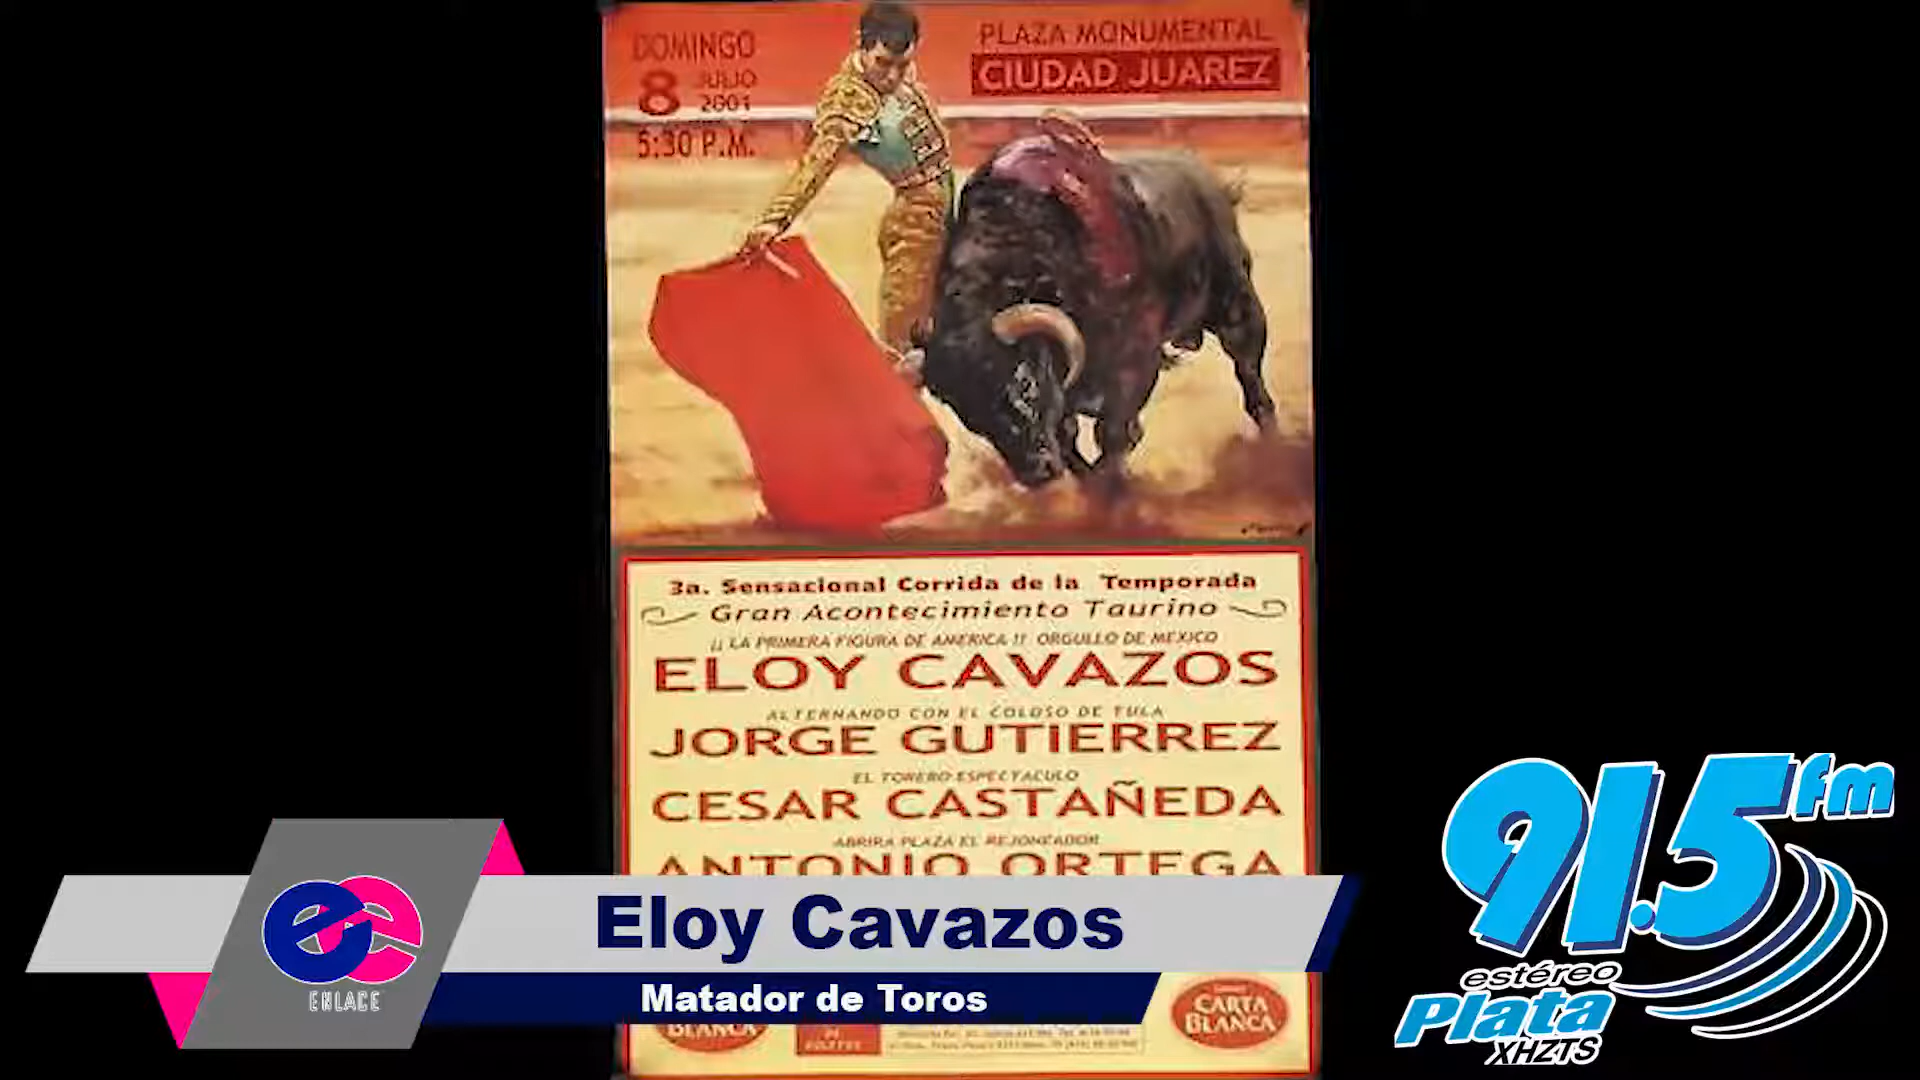 DOMINGO
8 JULIO
2001
5:30 P.M.
PLAZA MONUMENTAL
CIUDAD JUAREZ
3a. Sensacional Corrida de la Temporada
Gran Acontecimiento Taurino
¡¡ LA PRIMERA FIGURA DE AMERICA !! ORGULLO DE MEXICO
ELOY CAVAZOS
ALTERNANDO CON EL COLOSO DE TULA
JORGE GUTIERREZ
EL TORERO ESPECTACULO
CESAR CASTAÑEDA
ABRIRA PLAZA EL REJONEADOR
ANTONIO ORTEGA
Eloy Cavazos
Matador de Toros
ee
ENLACE
BLANCA
CARTA
BLANCA
91.5 fm
estéreo
Plata
XHZTS